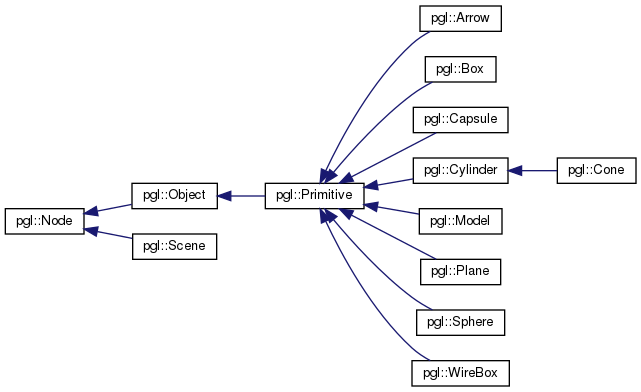 pgl::Arrow
pgl::Box
pgl::Capsule
pgl::Cylinder
pgl::Cone
pgl::Object
pgl::Primitive
pgl::Node
pgl::Model
pgl::Scene
pgl::Plane
pgl::Sphere
pgl::WireBox